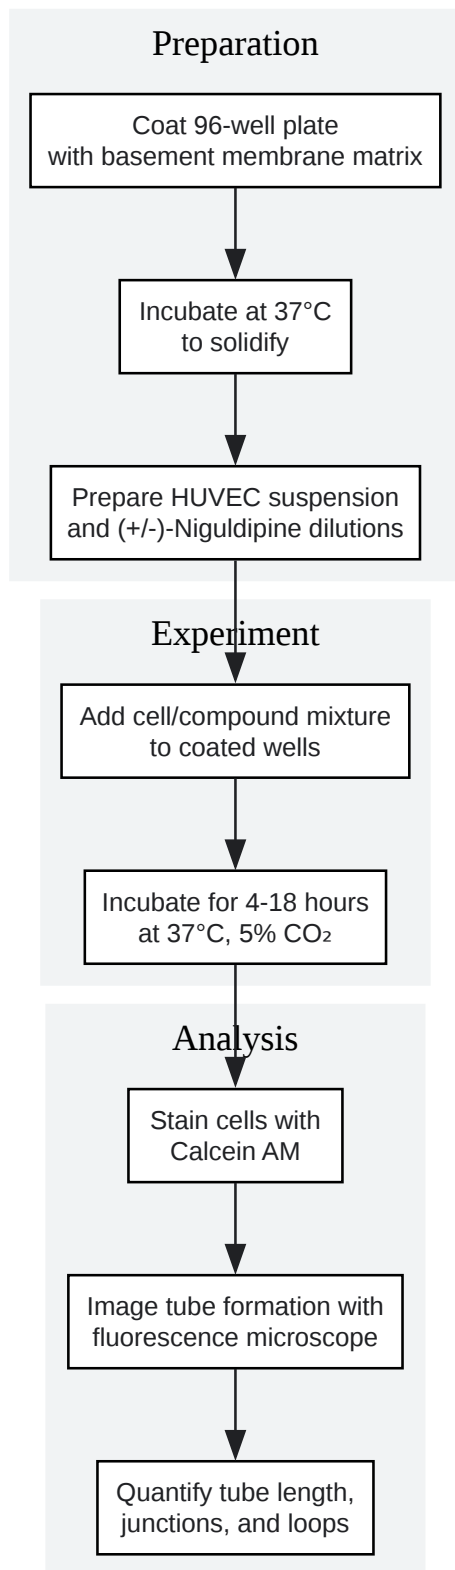 Preparation
Coat 96-well plate
with basement membrane matrix
Incubate at 37°C
to solidify
Prepare HUVEC suspension
and (+/-)-Niguldipine dilutions
Experiment
Add cell/compound mixture
to coated wells
Incubate for 4-18 hours
at 37°C, 5% CO₂
Analysis
Stain cells with
Calcein AM
Image tube formation with
fluorescence microscope
Quantify tube length,
junctions, and loops